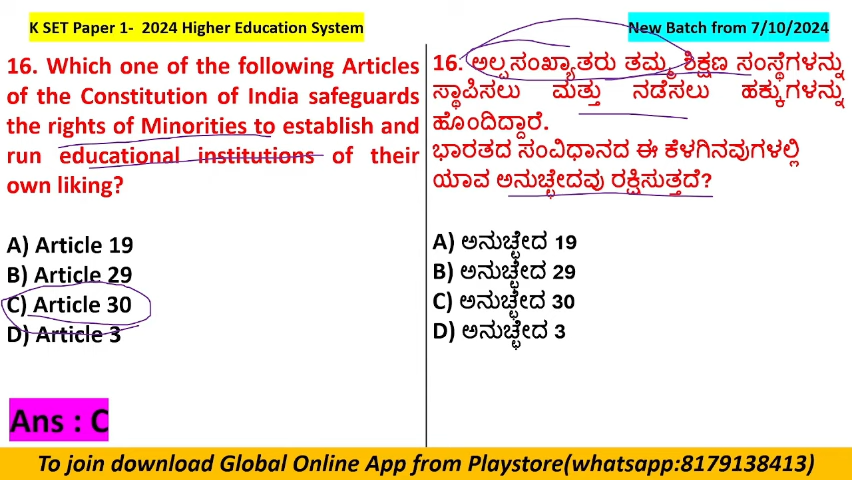 K SET Paper 1-  2024 Higher Education System
New Batch from 7/10/2024
16. Which one of the following Articles
of the Constitution of India safeguards
the rights of Minorities to establish and
run educational institutions of their
own liking?
A) Article 19
B) Article 29
C) Article 30
D) Article 3
Ans : C
16. ಅಲ್ಪಸಂಖ್ಯಾತರು ತಮ್ಮ ಶಿಕ್ಷಣ ಸಂಸ್ಥೆಗಳನ್ನು
ಸ್ಥಾಪಿಸಲು ಮತ್ತು ನಡೆಸಲು ಹಕ್ಕುಗಳನ್ನು
ಹೊಂದಿದ್ದಾರೆ.
ಭಾರತದ ಸಂವಿಧಾನದ ಈ ಕೆಳಗಿನವುಗಳಲ್ಲಿ
ಯಾವ ಅನುಚ್ಛೇದವು ರಕ್ಷಿಸುತ್ತದೆ?
A) ಅನುಚ್ಛೇದ 19
B) ಅನುಚ್ಛೇದ 29
C) ಅನುಚ್ಛೇದ 30
D) ಅನುಚ್ಛೇದ 3
To join download Global Online App from Playstore(whatsapp:8179138413)